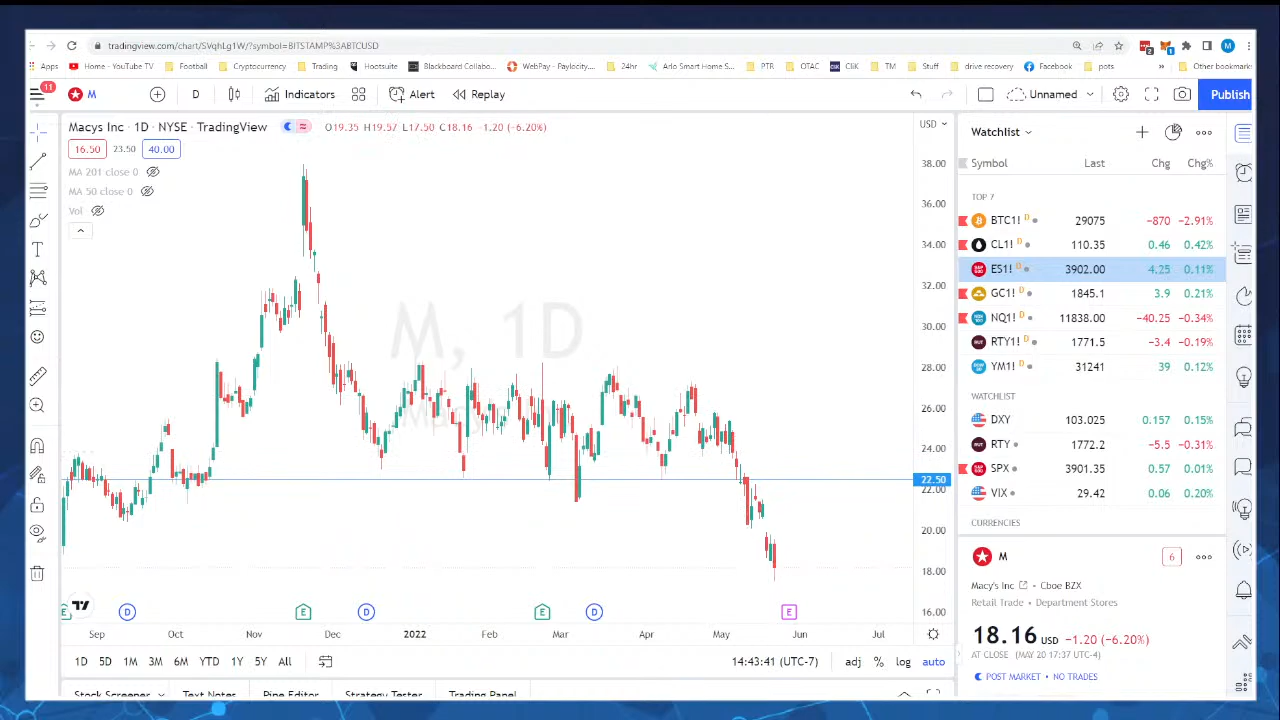 tradingview.com/chart/SVqhLg1W/?symbol=BITSTAMP%3ABTCUSD
Apps Home - YouTube TV Football Cryptocurrency Trading Hootsuite Blackboard Collabo... WebPar - Paylocity... 24hr Arlo Smart Home S... PTR OTAC CliK TM Stuff drive recovery Facebook pots » Other bookmarks
11 M D Indicators Alert Replay Unnamed Publish
Macys Inc · 1D · NYSE · TradingView O19.35 H19.57 L17.50 C18.16 −1.20 (−6.20%)
16.50 23.50 40.00
MA 201 close 0
MA 50 close 0
Vol
M, 1D
USD
38.00
36.00
34.00
32.00
30.00
28.00
26.00
24.00
22.50
22.00
20.00
18.00
16.00
E D E D E D E
Sep Oct Nov Dec 2022 Feb Mar Apr May Jun Jul
1D 5D 1M 3M 6M YTD 1Y 5Y All 14:43:41 (UTC-7) adj % log auto
Stock Screener Text Notes Pine Editor Strategy Tester Trading Panel
Watchlist
Symbol Last Chg Chg%
TOP 7
BTC1! D 29075 −870 −2.91%
CL1! D 110.35 0.46 0.42%
ES1! D 3902.00 4.25 0.11%
GC1! D 1845.1 3.9 0.21%
NQ1! D 11838.00 −40.25 −0.34%
RTY1! D 1771.5 −3.4 −0.19%
YM1! D 31241 39 0.12%
WATCHLIST
DXY 103.025 0.157 0.15%
RTY 1772.2 −5.5 −0.31%
SPX 3901.35 0.57 0.01%
VIX 29.42 0.06 0.20%
CURRENCIES
M 6
Macy's Inc · Cboe BZX
Retail Trade · Department Stores
18.16 USD −1.20 (−6.20%)
AT CLOSE (MAY 20 17:37 UTC-4)
POST MARKET · NO TRADES